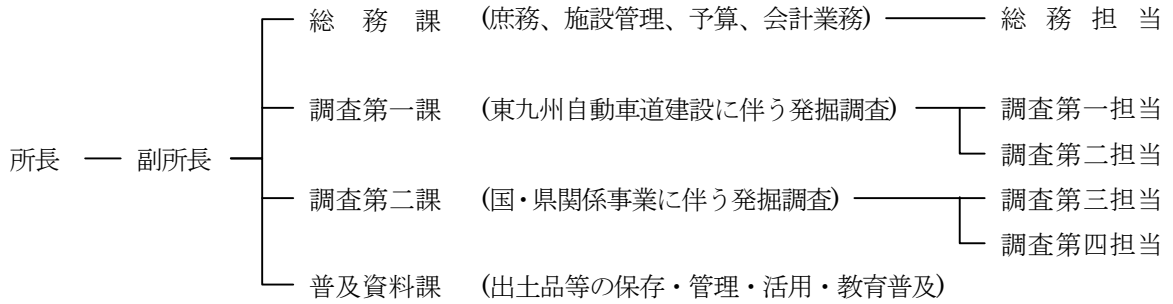 総務課 (庶務、施設管理、予算、会計業務) 総務担当
調査第一課 (東九州自動車道建設に伴う発掘調査) 調査第一担当
調査第二担当
所長 副所長
調査第二課 (国・県関係事業に伴う発掘調査) 調査第三担当
調査第四担当
普及資料課 (出土品等の保存・管理・活用・教育普及)